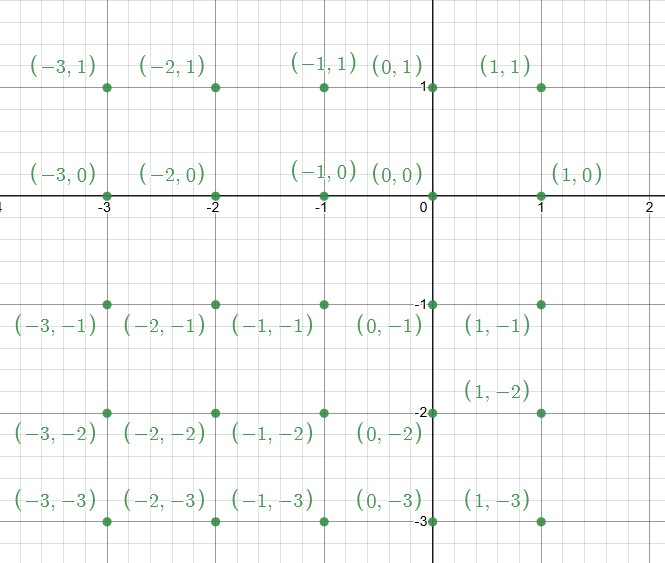 (−3, 1) (−2, 1) (−1, 1) (0, 1) (1, 1)
1
(−3, 0) (−2, 0) (−1, 0) (0, 0) (1, 0)
-3 -2 -1 0 1 2
-1
(−3, −1) (−2, −1) (−1, −1) (0, −1) (1, −1)
(1, −2)
-2
(−3, −2) (−2, −2) (−1, −2) (0, −2)
(−3, −3) (−2, −3) (−1, −3) (0, −3) (1, −3)
-3